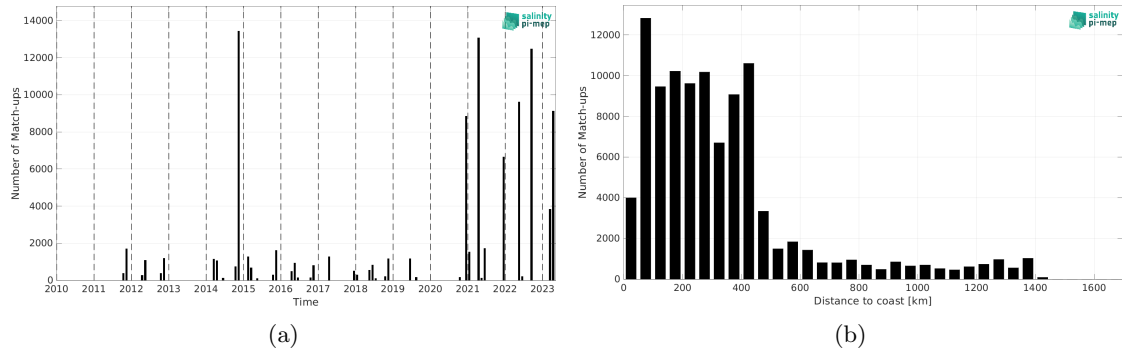 14000
12000
10000
8000
6000
4000
2000
0
Number of Match-ups
2010 2011 2012 2013 2014 2015 2016 2017 2018 2019 2020 2021 2022 2023
Time
salinity
pi-mep
(a)
12000
10000
8000
6000
4000
2000
0
Number of Match-ups
0 200 400 600 800 1000 1200 1400 1600
Distance to coast [km]
salinity
pi-mep
(b)